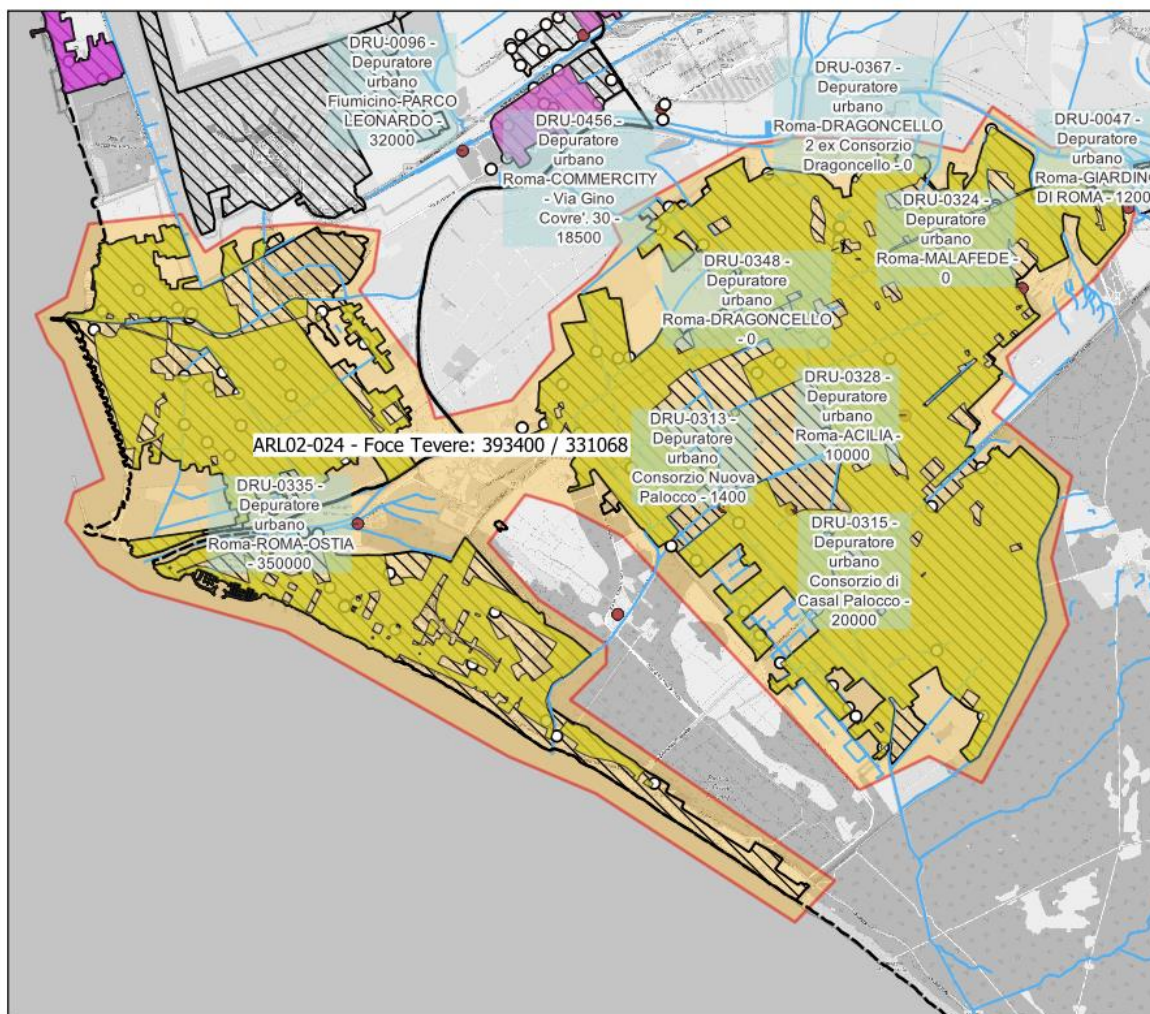 DRU-0096 -
Depuratore
urbano
Fiumicino-PARCO
LEONARDO -
32000
DRU-0456 -
Depuratore
urbano
Roma-COMMERCITY
- Via Gino
Covre'. 30 -
18500
DRU-0367 -
Depuratore
urbano
Roma-DRAGONCELLO
2 ex Consorzio
Dragoncello - 0
DRU-0047 -
Depuratore
urbano
Roma-GIARDINO
DI ROMA - 1200
DRU-0324 -
Depuratore
urbano
Roma-MALAFEDE -
0
DRU-0348 -
Depuratore
urbano
Roma-DRAGONCELLO
- 0
DRU-0328 -
Depuratore
urbano
Roma-ACILIA -
10000
DRU-0313 -
Depuratore
urbano
Consorzio Nuova
Palocco - 1400
ARL02-024 - Foce Tevere: 393400 / 331068
DRU-0335 -
Depuratore
urbano
Roma-ROMA-OSTIA
- 350000
DRU-0315 -
Depuratore
urbano
Consorzio di
Casal Palocco -
20000